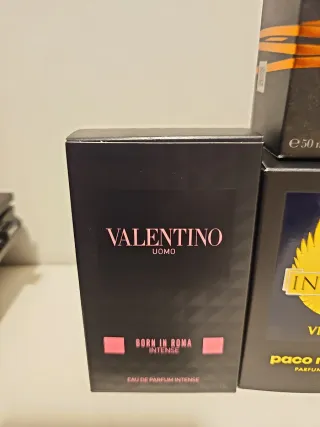 VALENTINO
UOMO
BORN IN ROMA
INTENSE
EAU DE PARFUM INTENSE
e50
IN
paco
PARFUM